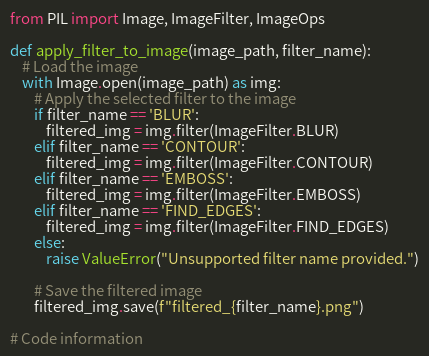 from PIL import Image, ImageFilter, ImageOps

def apply_filter_to_image(image_path, filter_name):
    # Load the image
    with Image.open(image_path) as img:
        # Apply the selected filter to the image
        if filter_name == 'BLUR':
            filtered_img = img.filter(ImageFilter.BLUR)
        elif filter_name == 'CONTOUR':
            filtered_img = img.filter(ImageFilter.CONTOUR)
        elif filter_name == 'EMBOSS':
            filtered_img = img.filter(ImageFilter.EMBOSS)
        elif filter_name == 'FIND_EDGES':
            filtered_img = img.filter(ImageFilter.FIND_EDGES)
        else:
            raise ValueError("Unsupported filter name provided.")

        # Save the filtered image
        filtered_img.save(f"filtered_{filter_name}.png")

# Code information